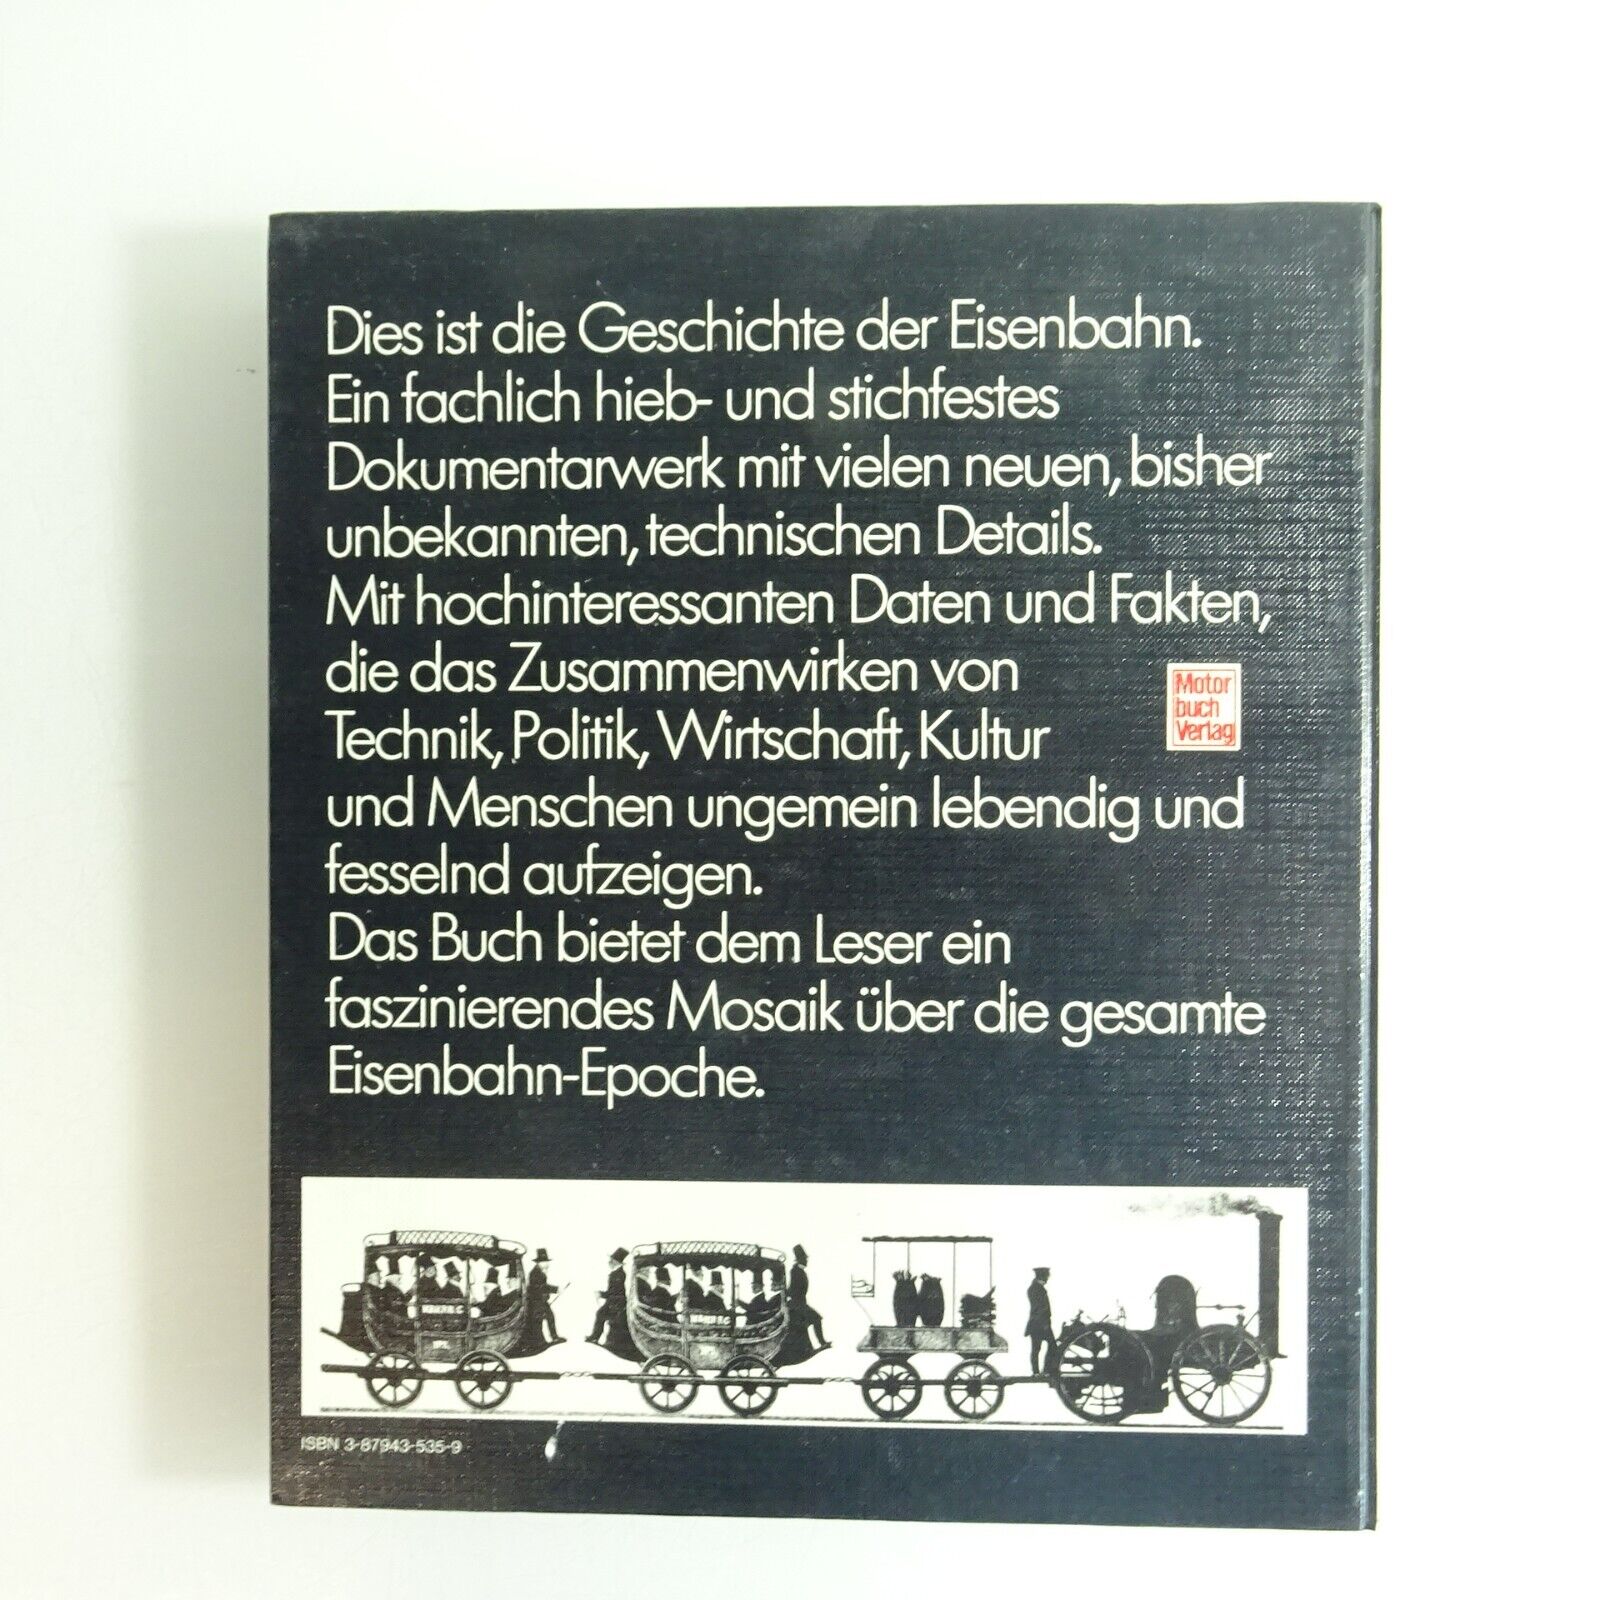 Dies ist die Geschichte der Eisenbahn.
Ein fachlich hieb- und stichfestes
Dokumentarwerk mit vielen neuen, bisher
unbekannten, technischen Details.
Mit hochinteressanten Daten und Fakten,
die das Zusammenwirken von
Technik, Politik, Wirtschaft, Kultur
und Menschen ungemein lebendig und
fesselnd aufzeigen.
Das Buch bietet dem Leser ein
faszinierendes Mosaik über die gesamte
Eisenbahn-Epoche.
Motor
buch
Verlag
ISBN 3-87943-535-9